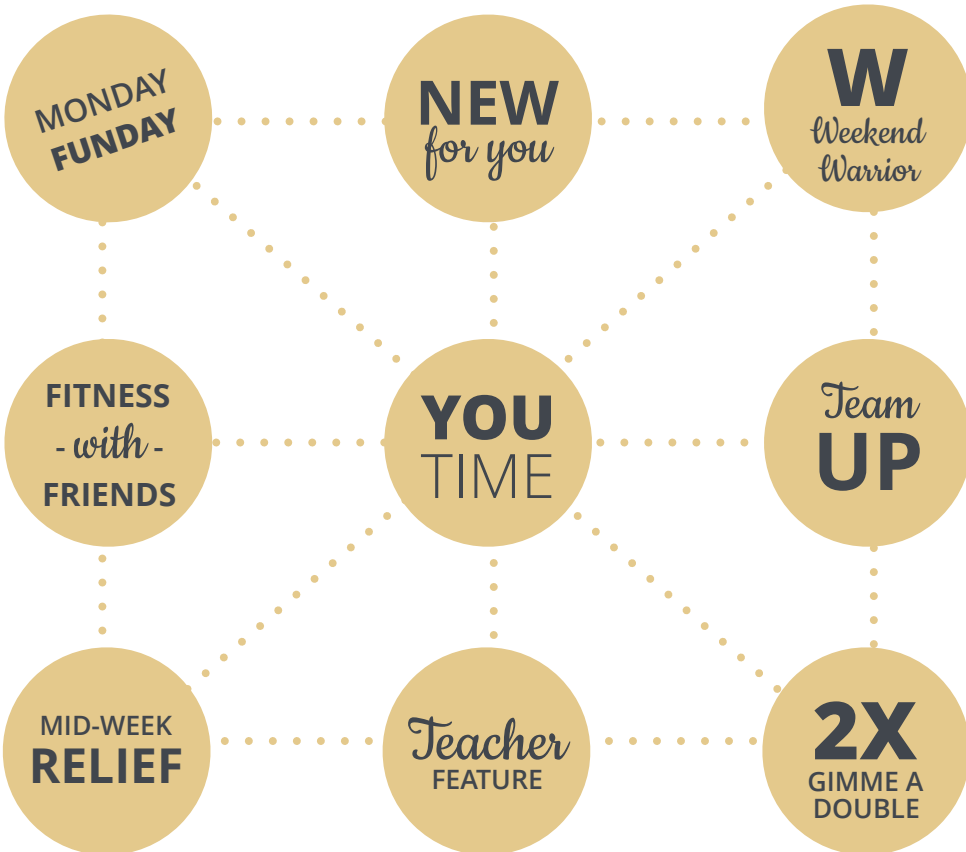 MONDAY
FUNDAY
NEW
for you
W
Weekend
Warrior
FITNESS
- with -
FRIENDS
YOU
TIME
Team
UP
MID-WEEK
RELIEF
Teacher
FEATURE
2X
GIMME A
DOUBLE